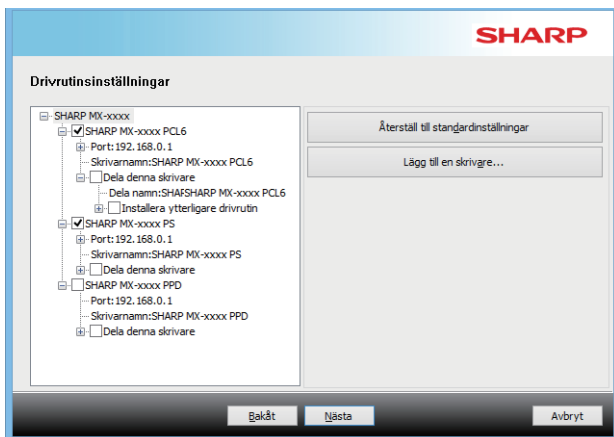 SHARP
Drivrutinsinställningar
SHARP MX-xxxx
SHARP MX-xxxx PCL6
Port:192.168.0.1
Skrivarnamn:SHARP MX-xxxx PCL6
Dela denna skrivare
Dela namn:SHAFSHARP MX-xxxx PCL6
Installera ytterligare drivrutin
SHARP MX-xxxx PS
Port:192.168.0.1
Skrivarnamn:SHARP MX-xxxx PS
Dela denna skrivare
SHARP MX-xxxx PPD
Port:192.168.0.1
Skrivarnamn:SHARP MX-xxxx PPD
Dela denna skrivare
Återställ till standardinställningar
Lägg till en skrivare...
Bakåt Nästa Avbryt